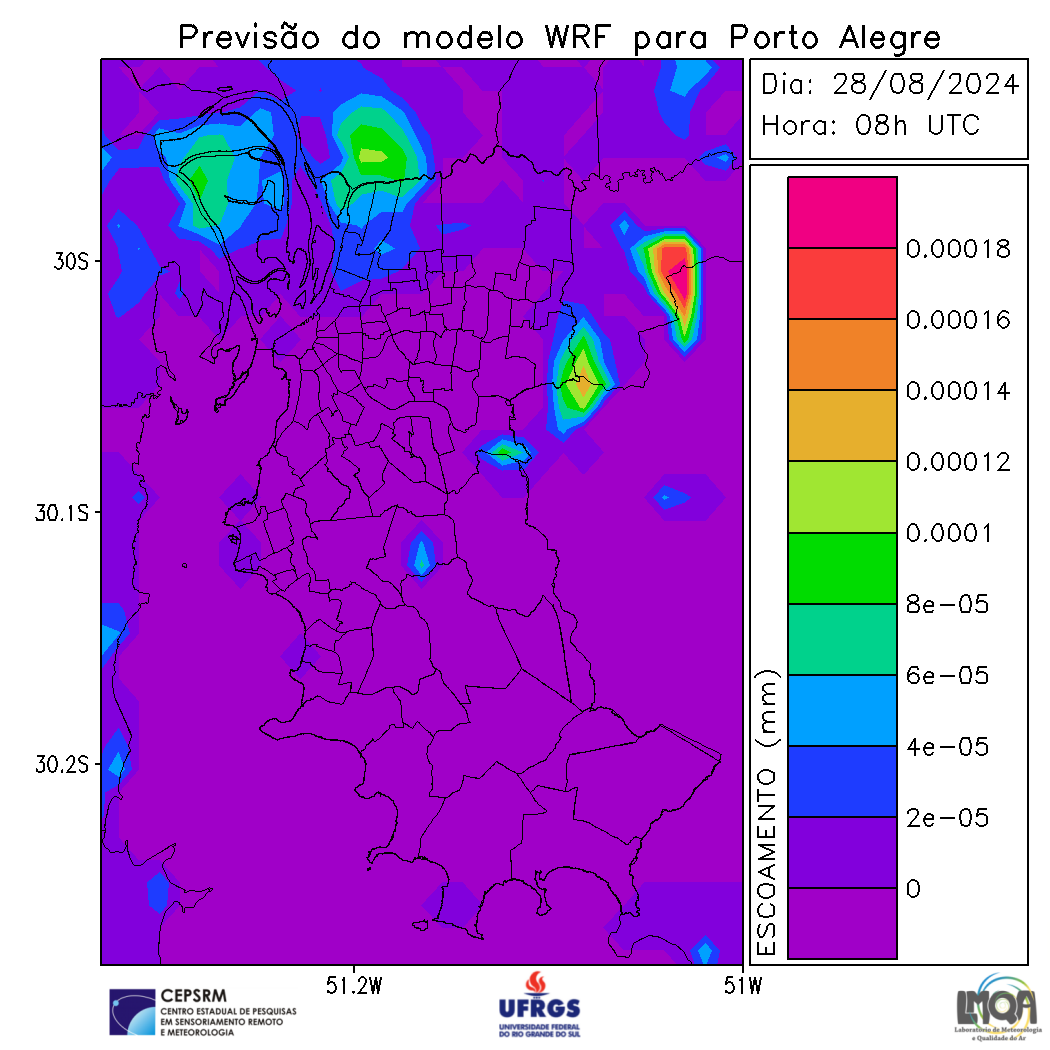 Previsão do modelo WRF para Porto Alegre
Dia: 28/08/2024
Hora: 08h UTC
30S
30.1S
30.2S
51.2W
51W
ESCOAMENTO (mm)
0.00018
0.00016
0.00014
0.00012
0.0001
8e-05
6e-05
4e-05
2e-05
0
CEPSRM
CENTRO ESTADUAL DE PESQUISAS
EM SENSORIAMENTO REMOTO
E METEOROLOGIA
UFRGS
UNIVERSIDADE FEDERAL
DO RIO GRANDE DO SUL
LMQA
Laboratório de Meteorologia
e Qualidade do Ar